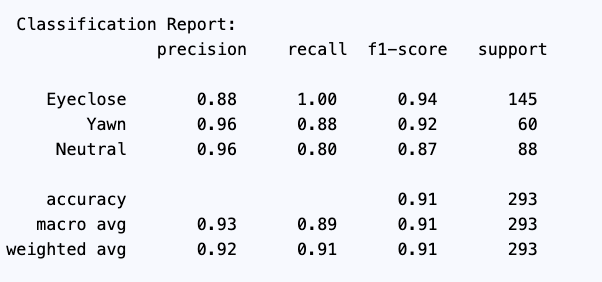 Classification Report:
precision recall f1-score support
Eyeclose 0.88 1.00 0.94 145
Yawn 0.96 0.88 0.92 60
Neutral 0.96 0.80 0.87 88
accuracy 0.91 293
macro avg 0.93 0.89 0.91 293
weighted avg 0.92 0.91 0.91 293